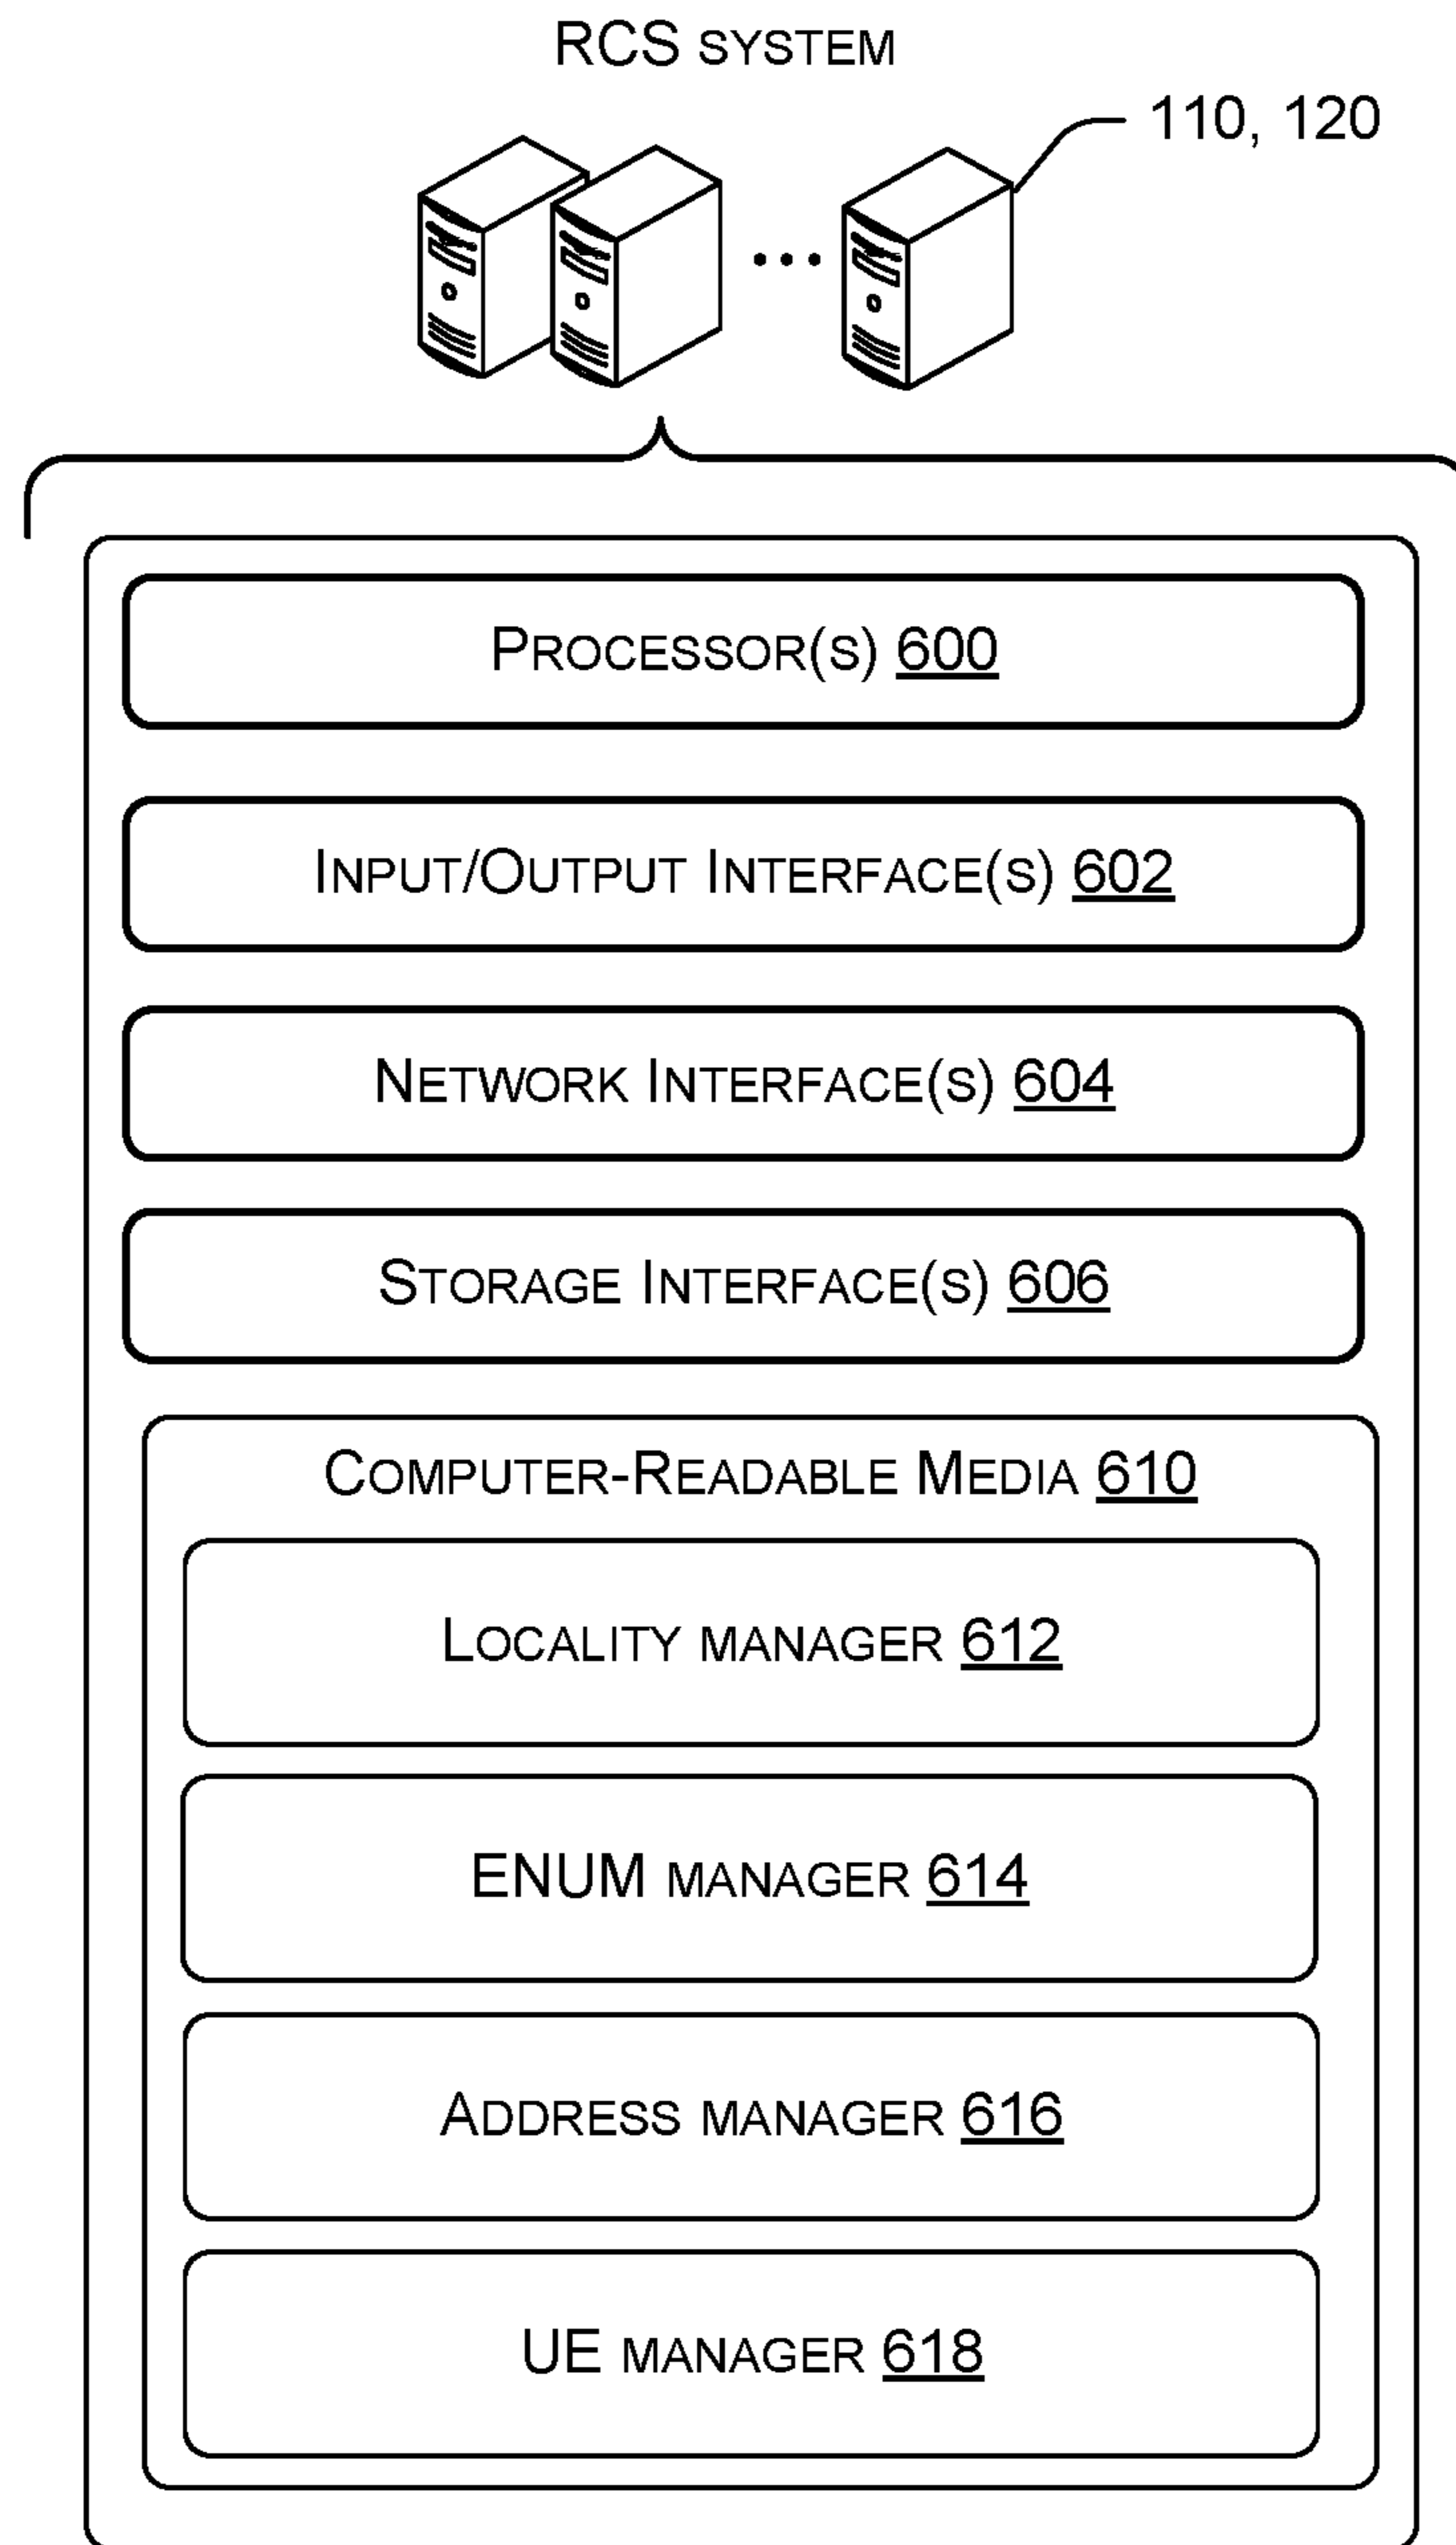 RCS SYSTEM
110, 120
PROCESSOR(S) 600
INPUT/OUTPUT INTERFACE(S) 602
NETWORK INTERFACE(S) 604
STORAGE INTERFACE(S) 606
COMPUTER-READABLE MEDIA 610
LOCALITY MANAGER 612
ENUM MANAGER 614
ADDRESS MANAGER 616
UE MANAGER 618